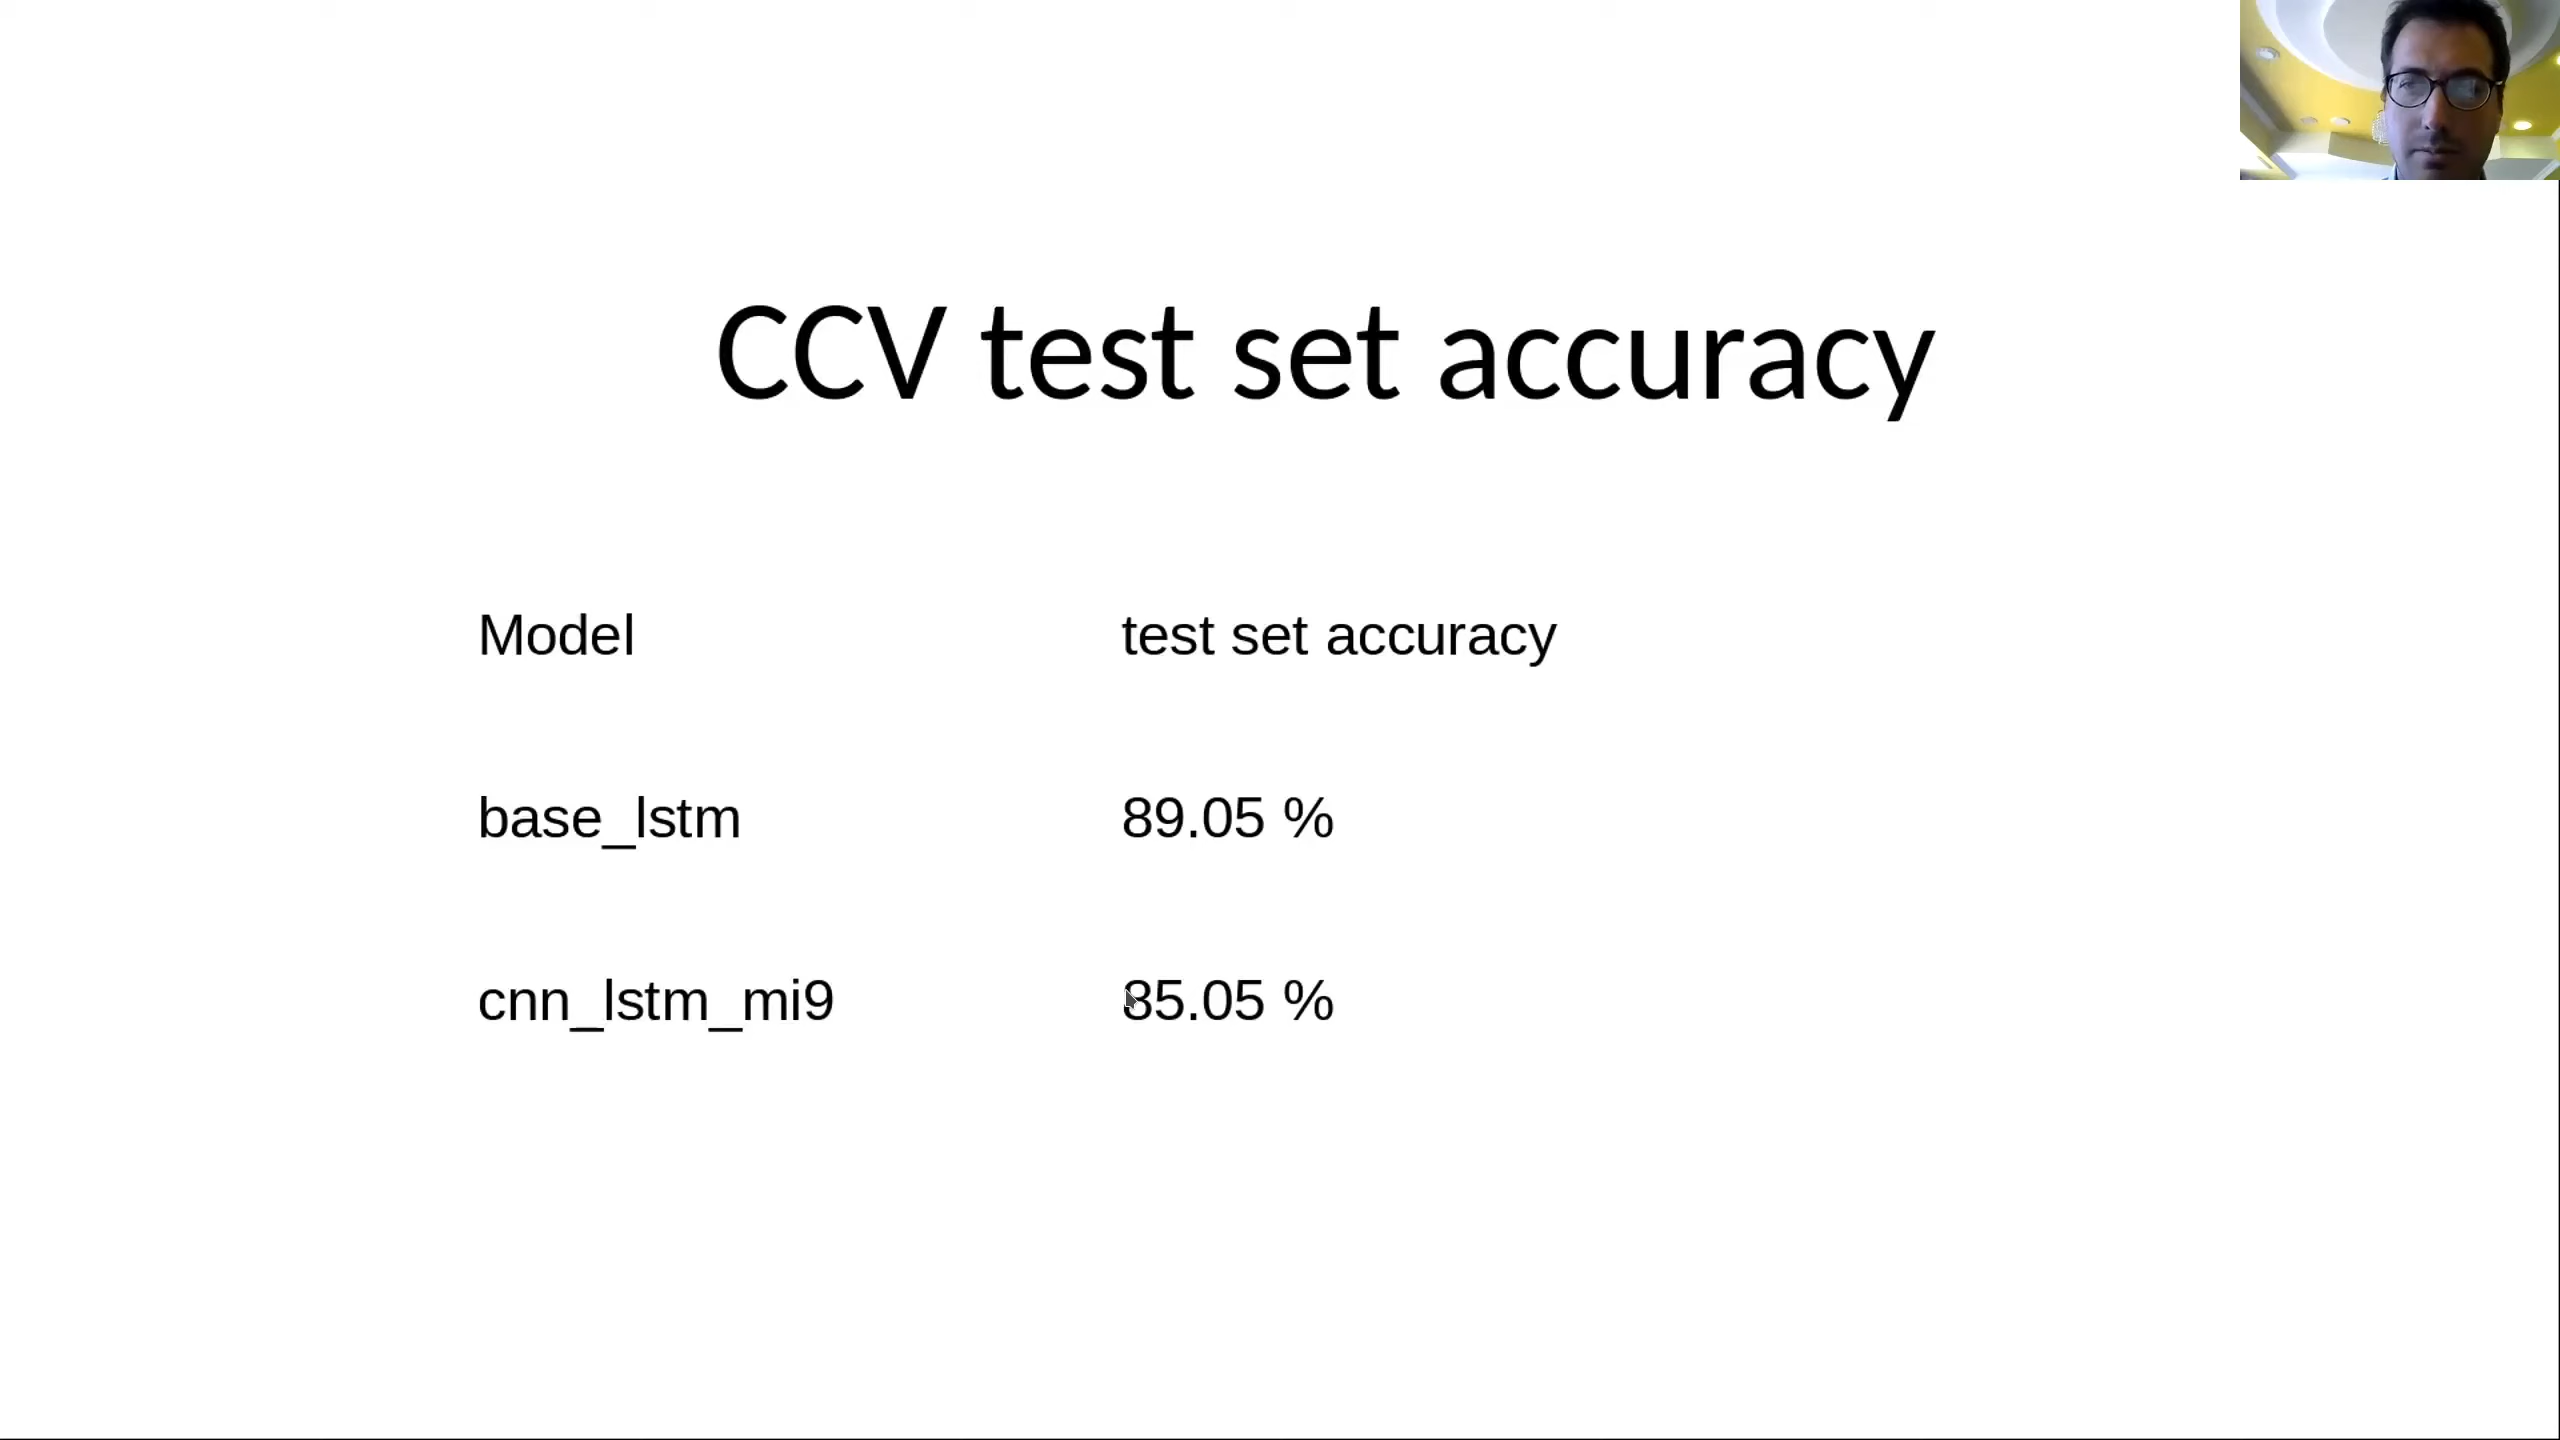 CCV test set accuracy
Model test set accuracy
base_lstm 89.05 %
cnn_lstm_mi9 85.05 %